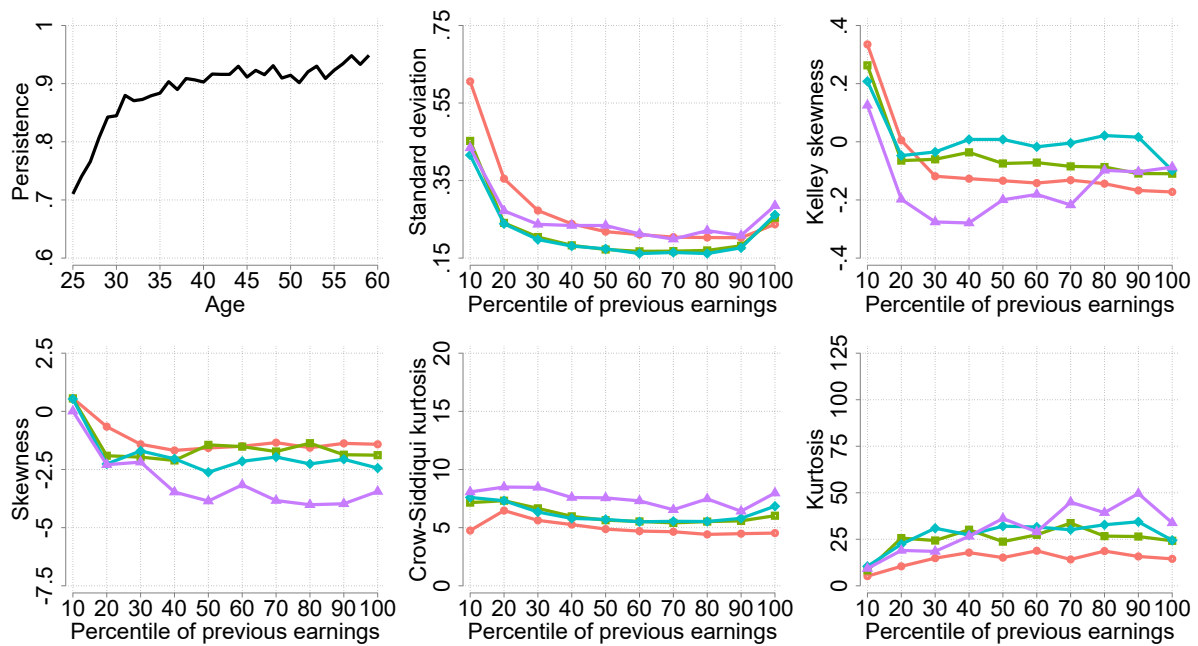 Persistence
1
.9
.8
.7
.6
25 30 35 40 45 50 55 60
Age
Standard deviation
.75
.55
.35
.15
10 20 30 40 50 60 70 80 90 100
Percentile of previous earnings
Kelley skewness
.4
.2
0
-.2
-.4
10 20 30 40 50 60 70 80 90 100
Percentile of previous earnings
Skewness
2.5
0
-2.5
-5
-7.5
10 20 30 40 50 60 70 80 90 100
Percentile of previous earnings
Crow-Siddiqui kurtosis
20
15
10
5
0
10 20 30 40 50 60 70 80 90 100
Percentile of previous earnings
Kurtosis
125
100
75
50
25
0
10 20 30 40 50 60 70 80 90 100
Percentile of previous earnings